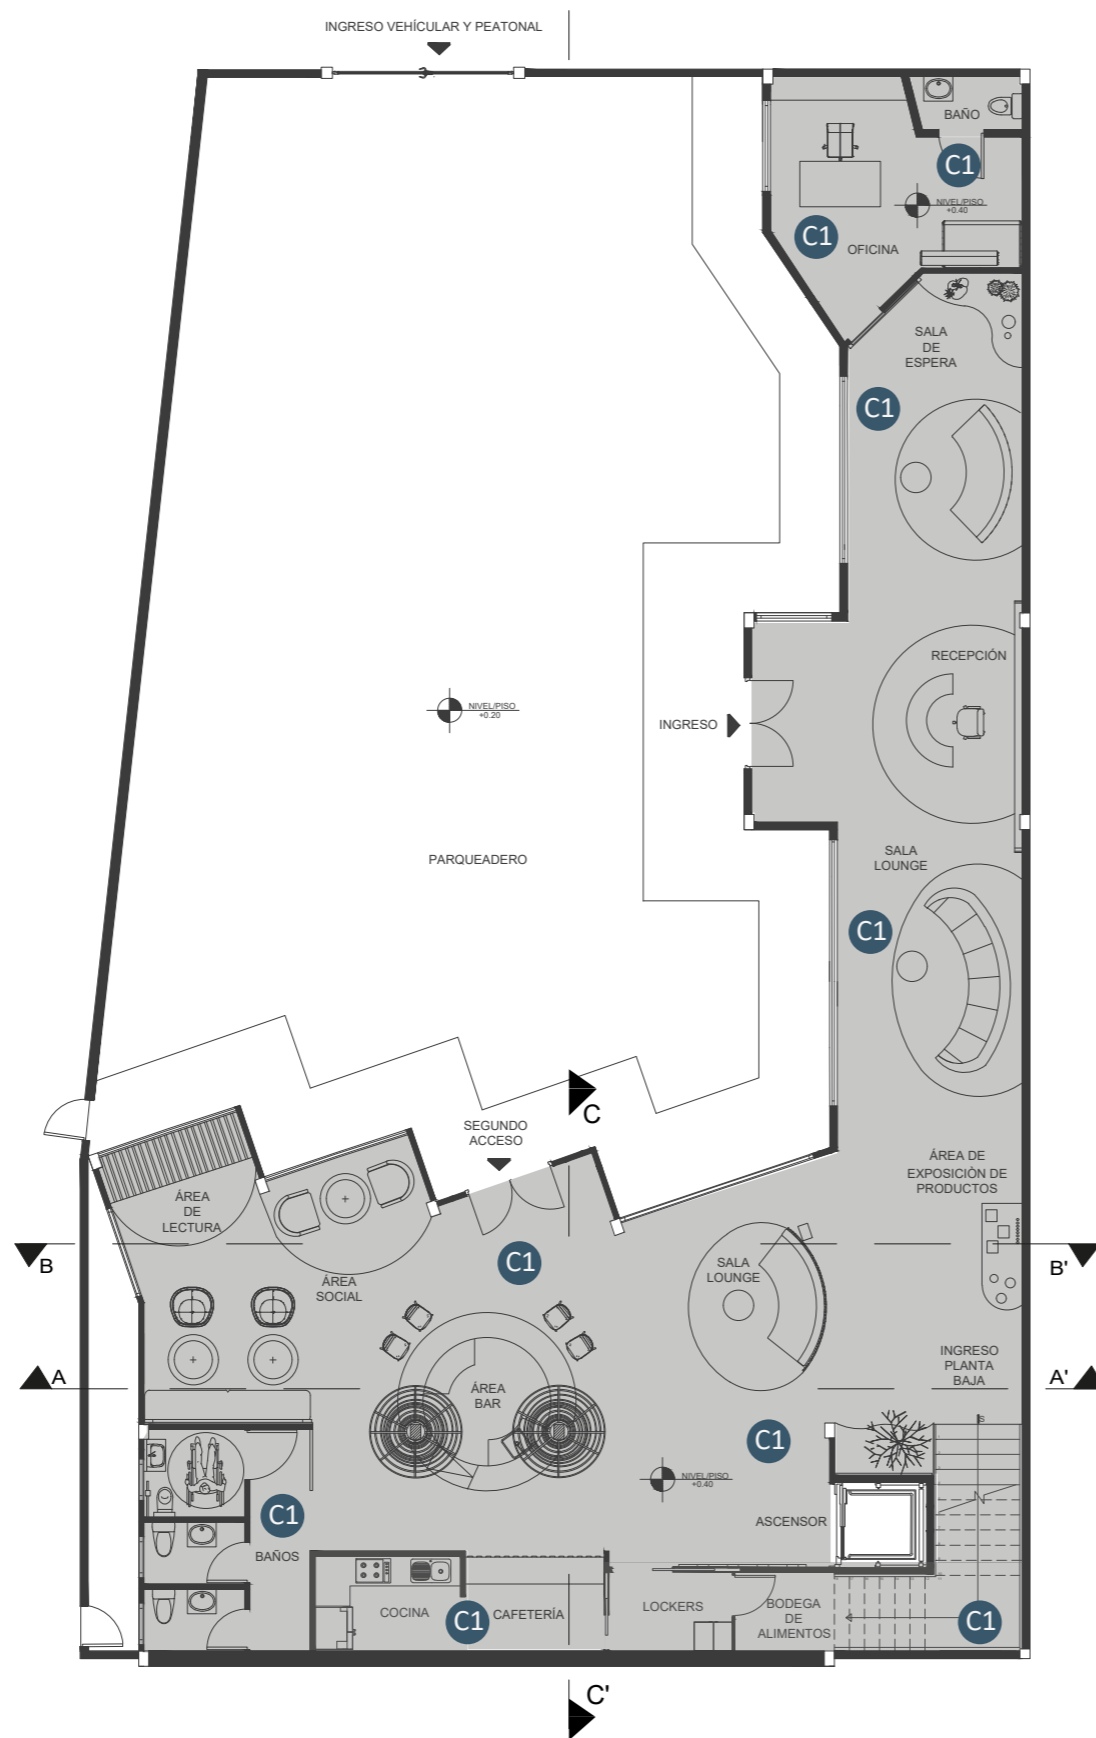 INGRESO VEHÍCULAR Y PEATONAL
BAÑO
C1
NIVEL/PISO
+0.40
C1
OFICINA
SALA
DE
ESPERA
C1
RECEPCIÓN
NIVEL/PISO
+0.20
INGRESO
PARQUEADERO
SALA
LOUNGE
C1
C
SEGUNDO
ACCESO
ÁREA DE
EXPOSICIÓN DE
PRODUCTOS
ÁREA
DE
LECTURA
B
B'
C1
SALA
LOUNGE
ÁREA
SOCIAL
INGRESO
PLANTA
BAJA
A
A'
ÁREA
BAR
S
C1
NIVEL/PISO
+0.40
C1
ASCENSOR
BAÑOS
COCINA
C1
CAFETERÍA
LOCKERS
BODEGA
DE
ALIMENTOS
C1
C'